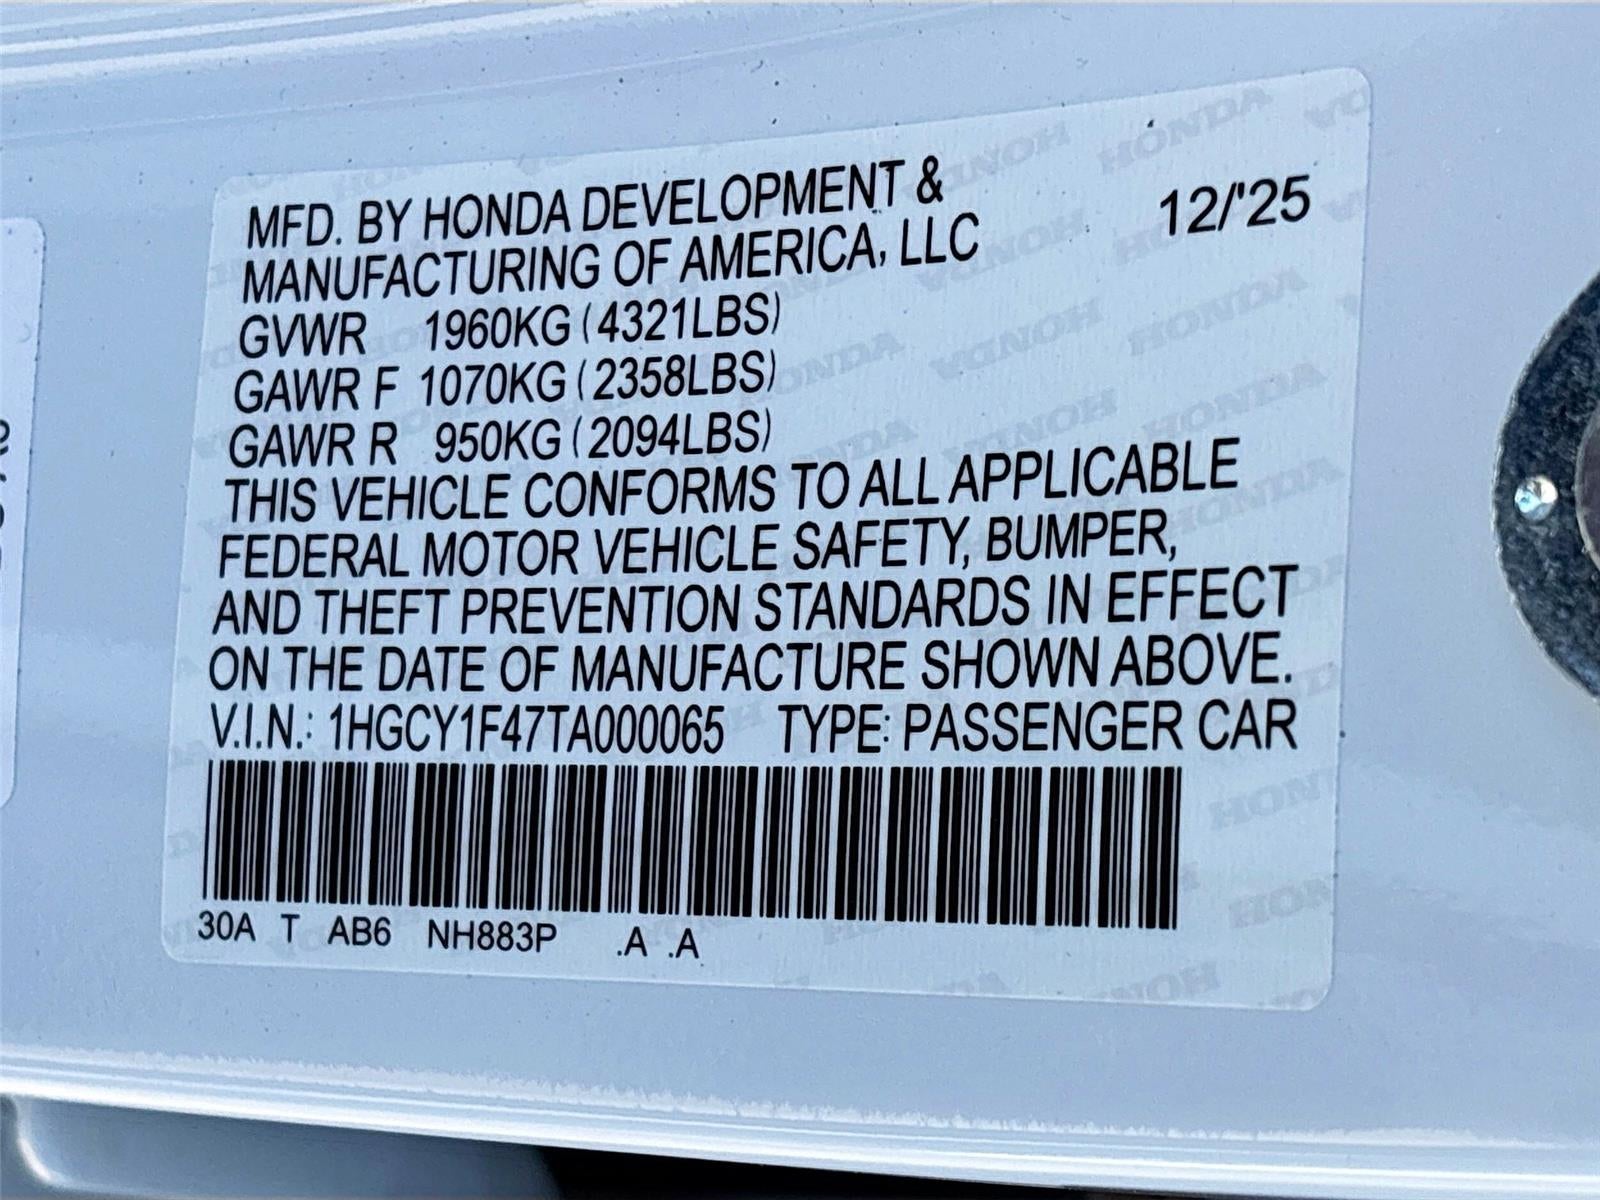 MFD. BY HONDA DEVELOPMENT &
MANUFACTURING OF AMERICA, LLC
12/'25
GVWR 1960KG (4321LBS)
GAWR F 1070KG (2358LBS)
GAWR R 950KG (2094LBS)
THIS VEHICLE CONFORMS TO ALL APPLICABLE
FEDERAL MOTOR VEHICLE SAFETY, BUMPER,
AND THEFT PREVENTION STANDARDS IN EFFECT
ON THE DATE OF MANUFACTURE SHOWN ABOVE.
V.I.N.: 1HGCY1F47TA000065 TYPE: PASSENGER CAR
30A T AB6 NH883P .A .A